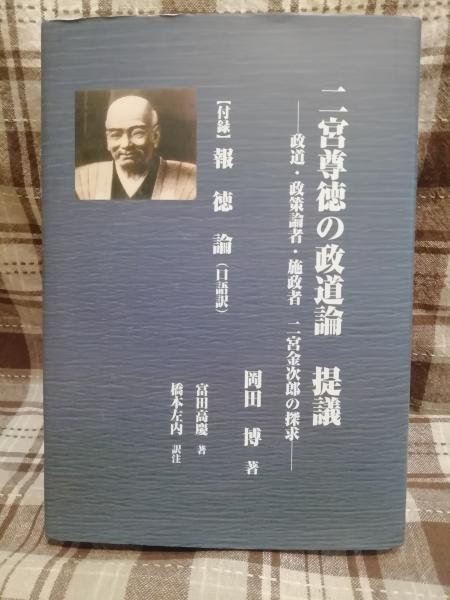 二宮尊徳の政道論 提議
——政道・政策論者・施政者 二宮金次郎の探求——
岡田 博 著
【付録】報徳論(口語訳)
富田高慶 著
橋本左内 訳注